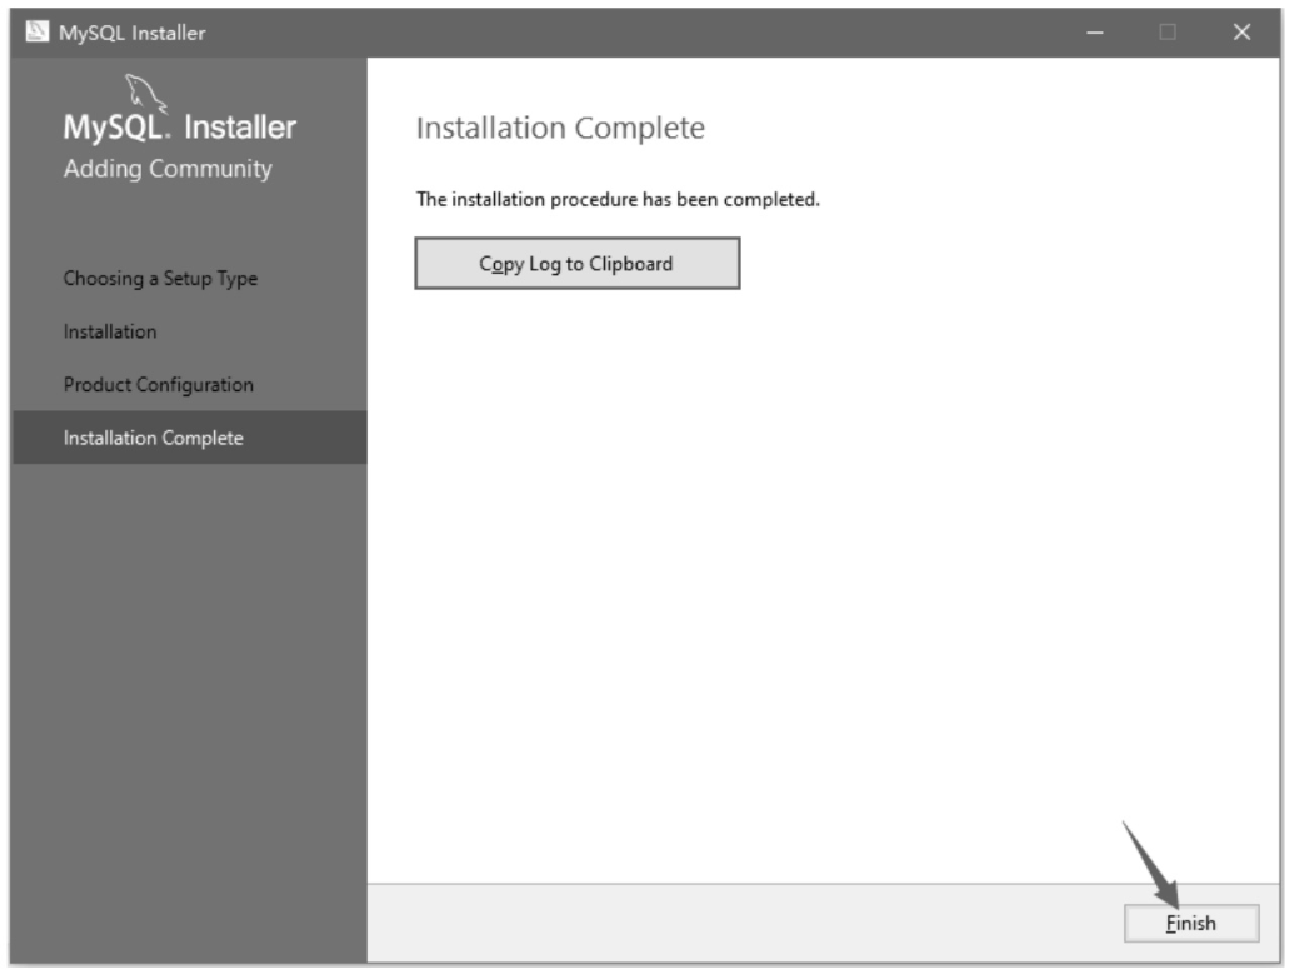 MySQL Installer
MySQL. Installer
Adding Community
Choosing a Setup Type
Installation
Product Configuration
Installation Complete
Installation Complete
The installation procedure has been completed.
Copy Log to Clipboard
Finish